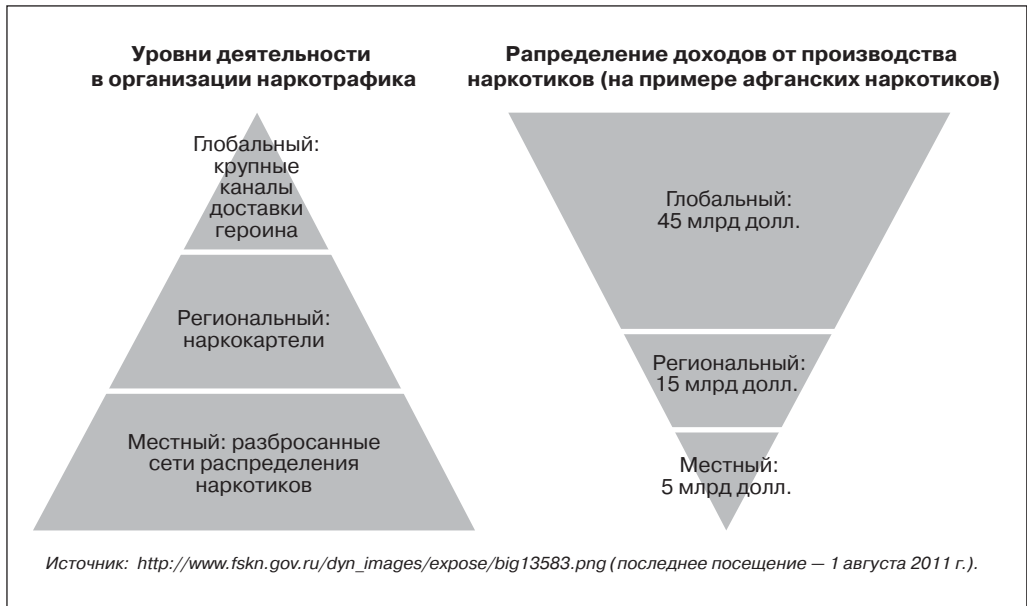 Уровни деятельности
в организации наркотрафика
Глобальный:
крупные
каналы
доставки
героина
Региональный:
наркокартели
Местный: разбросанные
сети распределения
наркотиков
Рапределение доходов от производства
наркотиков (на примере афганских наркотиков)
Глобальный:
45 млрд долл.
Региональный:
15 млрд долл.
Местный:
5 млрд долл.
Источник: http://www.fskn.gov.ru/dyn_images/expose/big13583.png (последнее посещение — 1 августа 2011 г.).